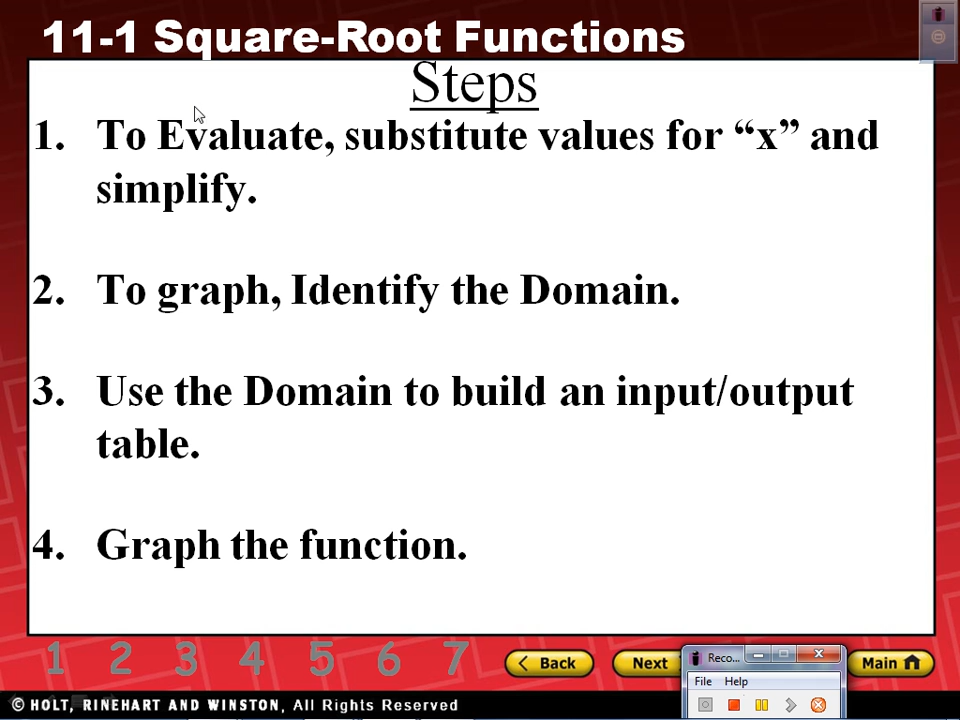 11-1 Square-Root Functions
Steps
1. To Evaluate, substitute values for “x” and
simplify.
2. To graph, Identify the Domain.
3. Use the Domain to build an input/output
table.
4. Graph the function.
1 2 3 4 5 6 7
Back
Next
Main
Reco...
File Help
© HOLT, RINEHART AND WINSTON, All Rights Reserved